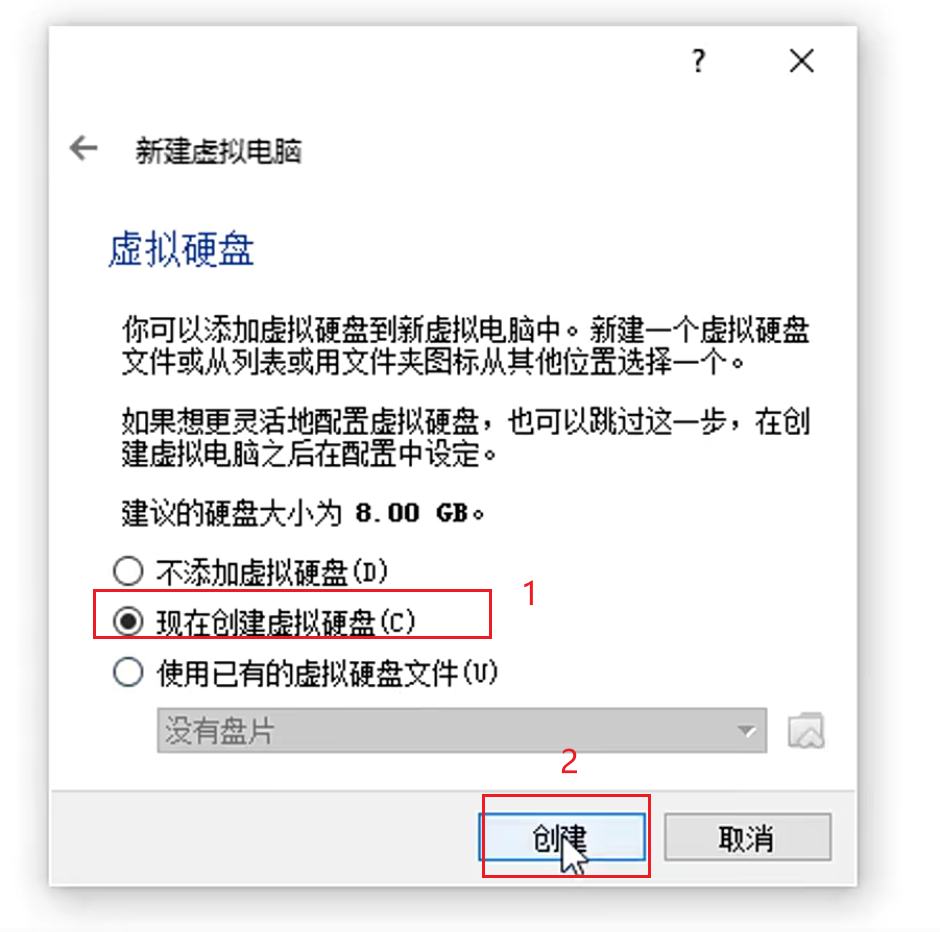 ?
新建虚拟电脑
虚拟硬盘
你可以添加虚拟硬盘到新虚拟电脑中。新建一个虚拟硬盘
文件或从列表或用文件夹图标从其他位置选择一个。
如果想更灵活地配置虚拟硬盘，也可以跳过这一步，在创
建虚拟电脑之后在配置中设定。
建议的硬盘大小为 8.00 GB。
不添加虚拟硬盘(D)
现在创建虚拟硬盘(C) 1
使用已有的虚拟硬盘文件(U)
没有盘片
2
创建 取消